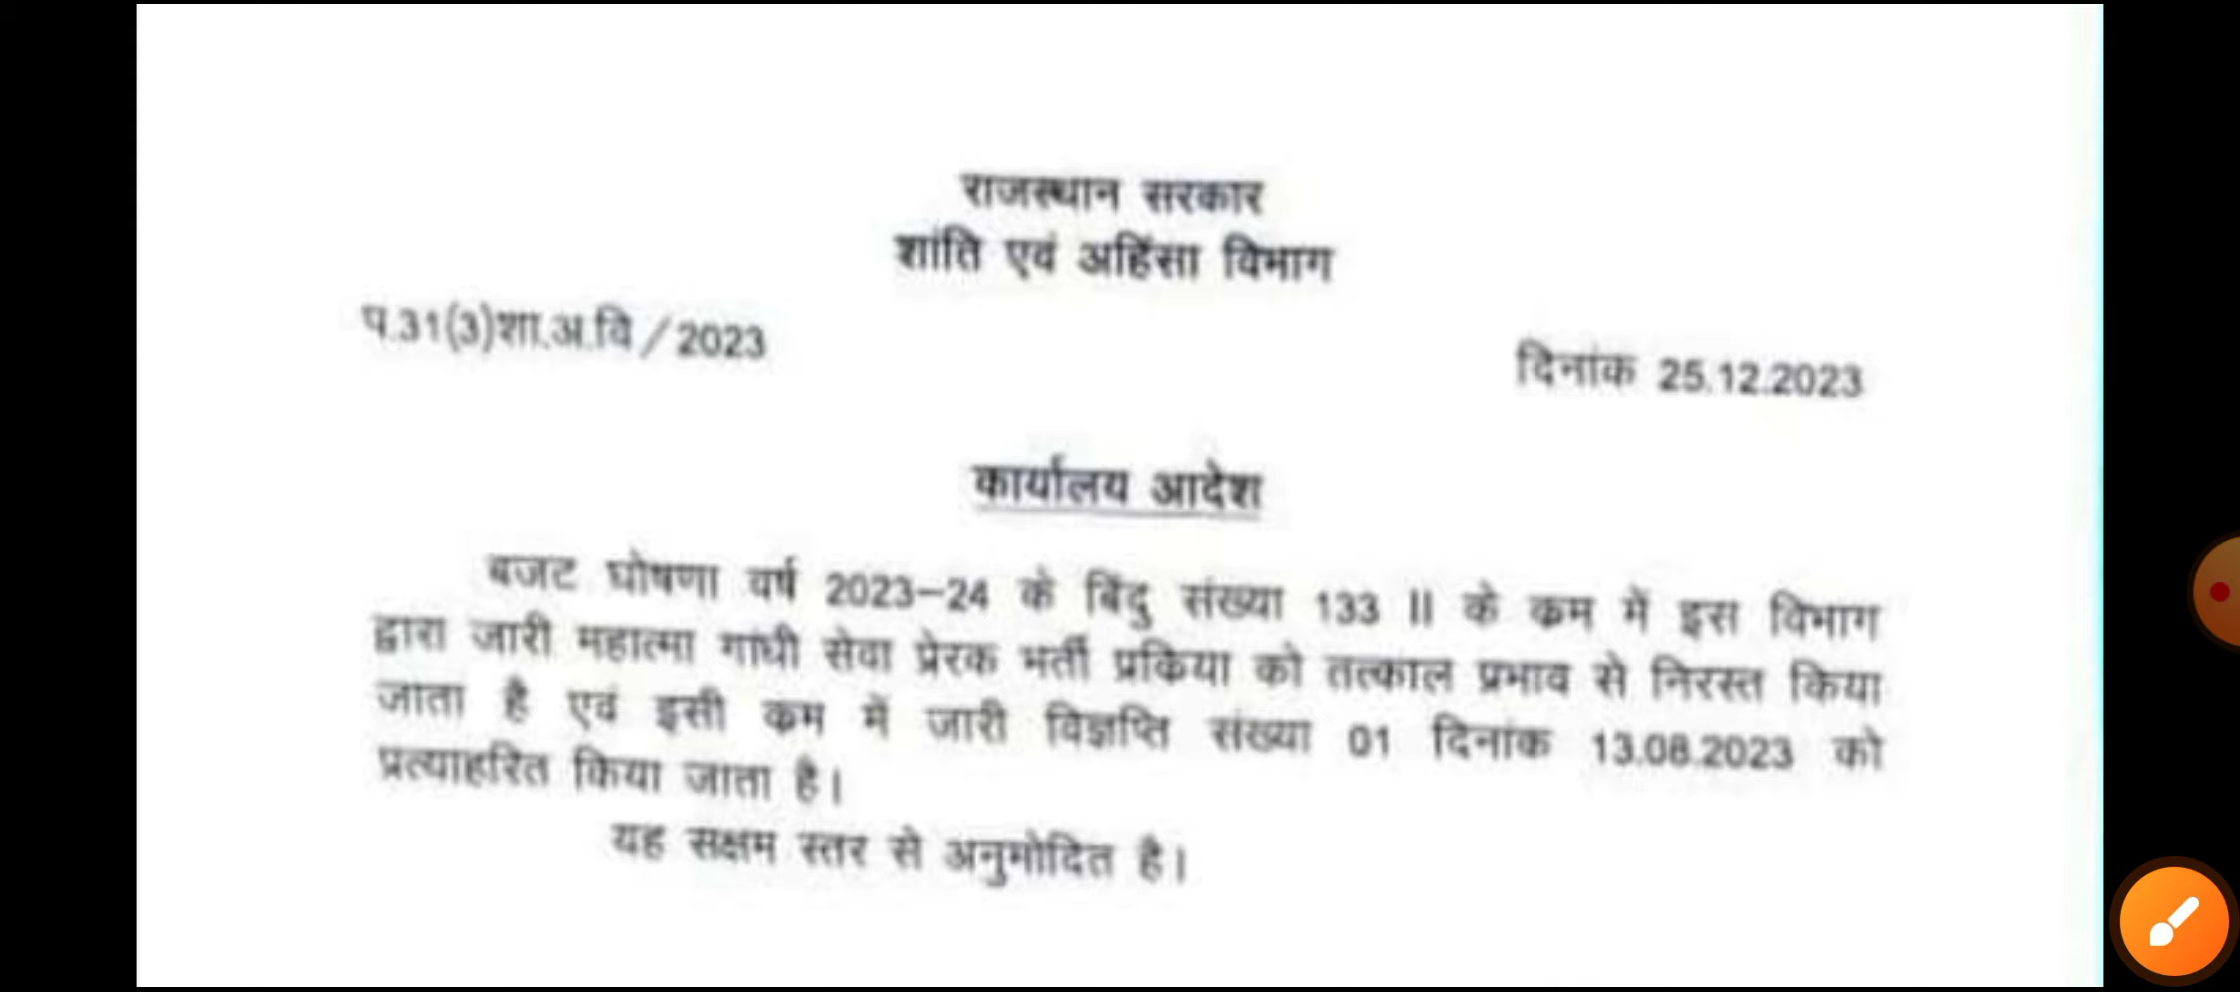 राजस्थान सरकार
शांति एवं अहिंसा विभाग
प.31(3)शा.अ.वि/2023
दिनांक 25.12.2023
कार्यालय आदेश
बजट घोषणा वर्ष 2023-24 के बिंदु संख्या 133 II के क्रम में इस विभाग
द्वारा जारी महात्मा गांधी सेवा प्रेरक भर्ती प्रकिया को तत्काल प्रभाव से निरस्त किया
जाता है एवं इसी क्रम में जारी विज्ञप्ति संख्या 01 दिनांक 13.08.2023 को
प्रत्याहरित किया जाता है।
यह सक्षम स्तर से अनुमोदित है।